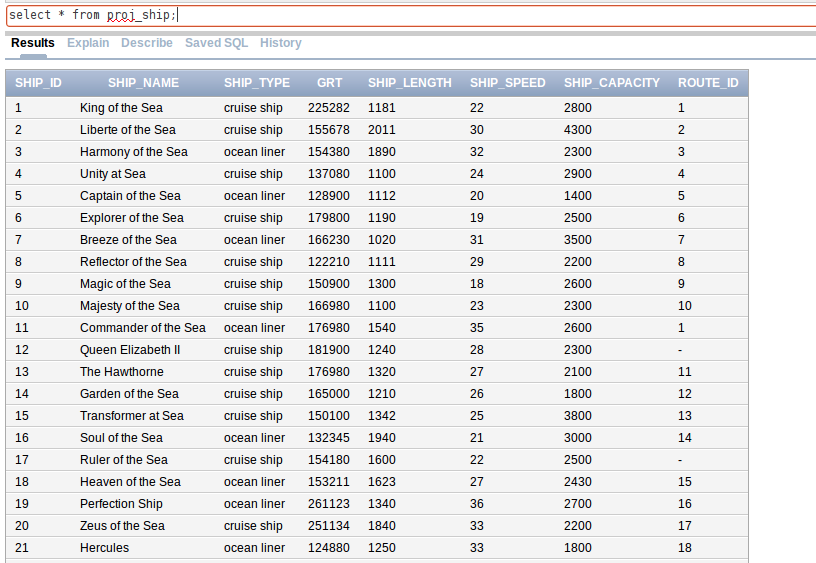 select * from proj_ship;
Results Explain Describe Saved SQL History
SHIP_ID SHIP_NAME SHIP_TYPE GRT SHIP_LENGTH SHIP_SPEED SHIP_CAPACITY ROUTE_ID
1 King of the Sea cruise ship 225282 1181 22 2800 1
2 Liberte of the Sea cruise ship 155678 2011 30 4300 2
3 Harmony of the Sea ocean liner 154380 1890 32 2300 3
4 Unity at Sea cruise ship 137080 1100 24 2900 4
5 Captain of the Sea ocean liner 128900 1112 20 1400 5
6 Explorer of the Sea cruise ship 179800 1190 19 2500 6
7 Breeze of the Sea ocean liner 166230 1020 31 3500 7
8 Reflector of the Sea cruise ship 122210 1111 29 2200 8
9 Magic of the Sea cruise ship 150900 1300 18 2600 9
10 Majesty of the Sea cruise ship 166980 1100 23 2300 10
11 Commander of the Sea ocean liner 176980 1540 35 2600 1
12 Queen Elizabeth II cruise ship 181900 1240 28 2300 -
13 The Hawthorne cruise ship 176980 1320 27 2100 11
14 Garden of the Sea cruise ship 165000 1210 26 1800 12
15 Transformer at Sea cruise ship 150100 1342 25 3800 13
16 Soul of the Sea ocean liner 132345 1940 21 3000 14
17 Ruler of the Sea cruise ship 154180 1600 22 2500 -
18 Heaven of the Sea ocean liner 153211 1623 27 2430 15
19 Perfection Ship ocean liner 261123 1340 36 2700 16
20 Zeus of the Sea cruise ship 251134 1840 33 2200 17
21 Hercules ocean liner 124880 1250 33 1800 18